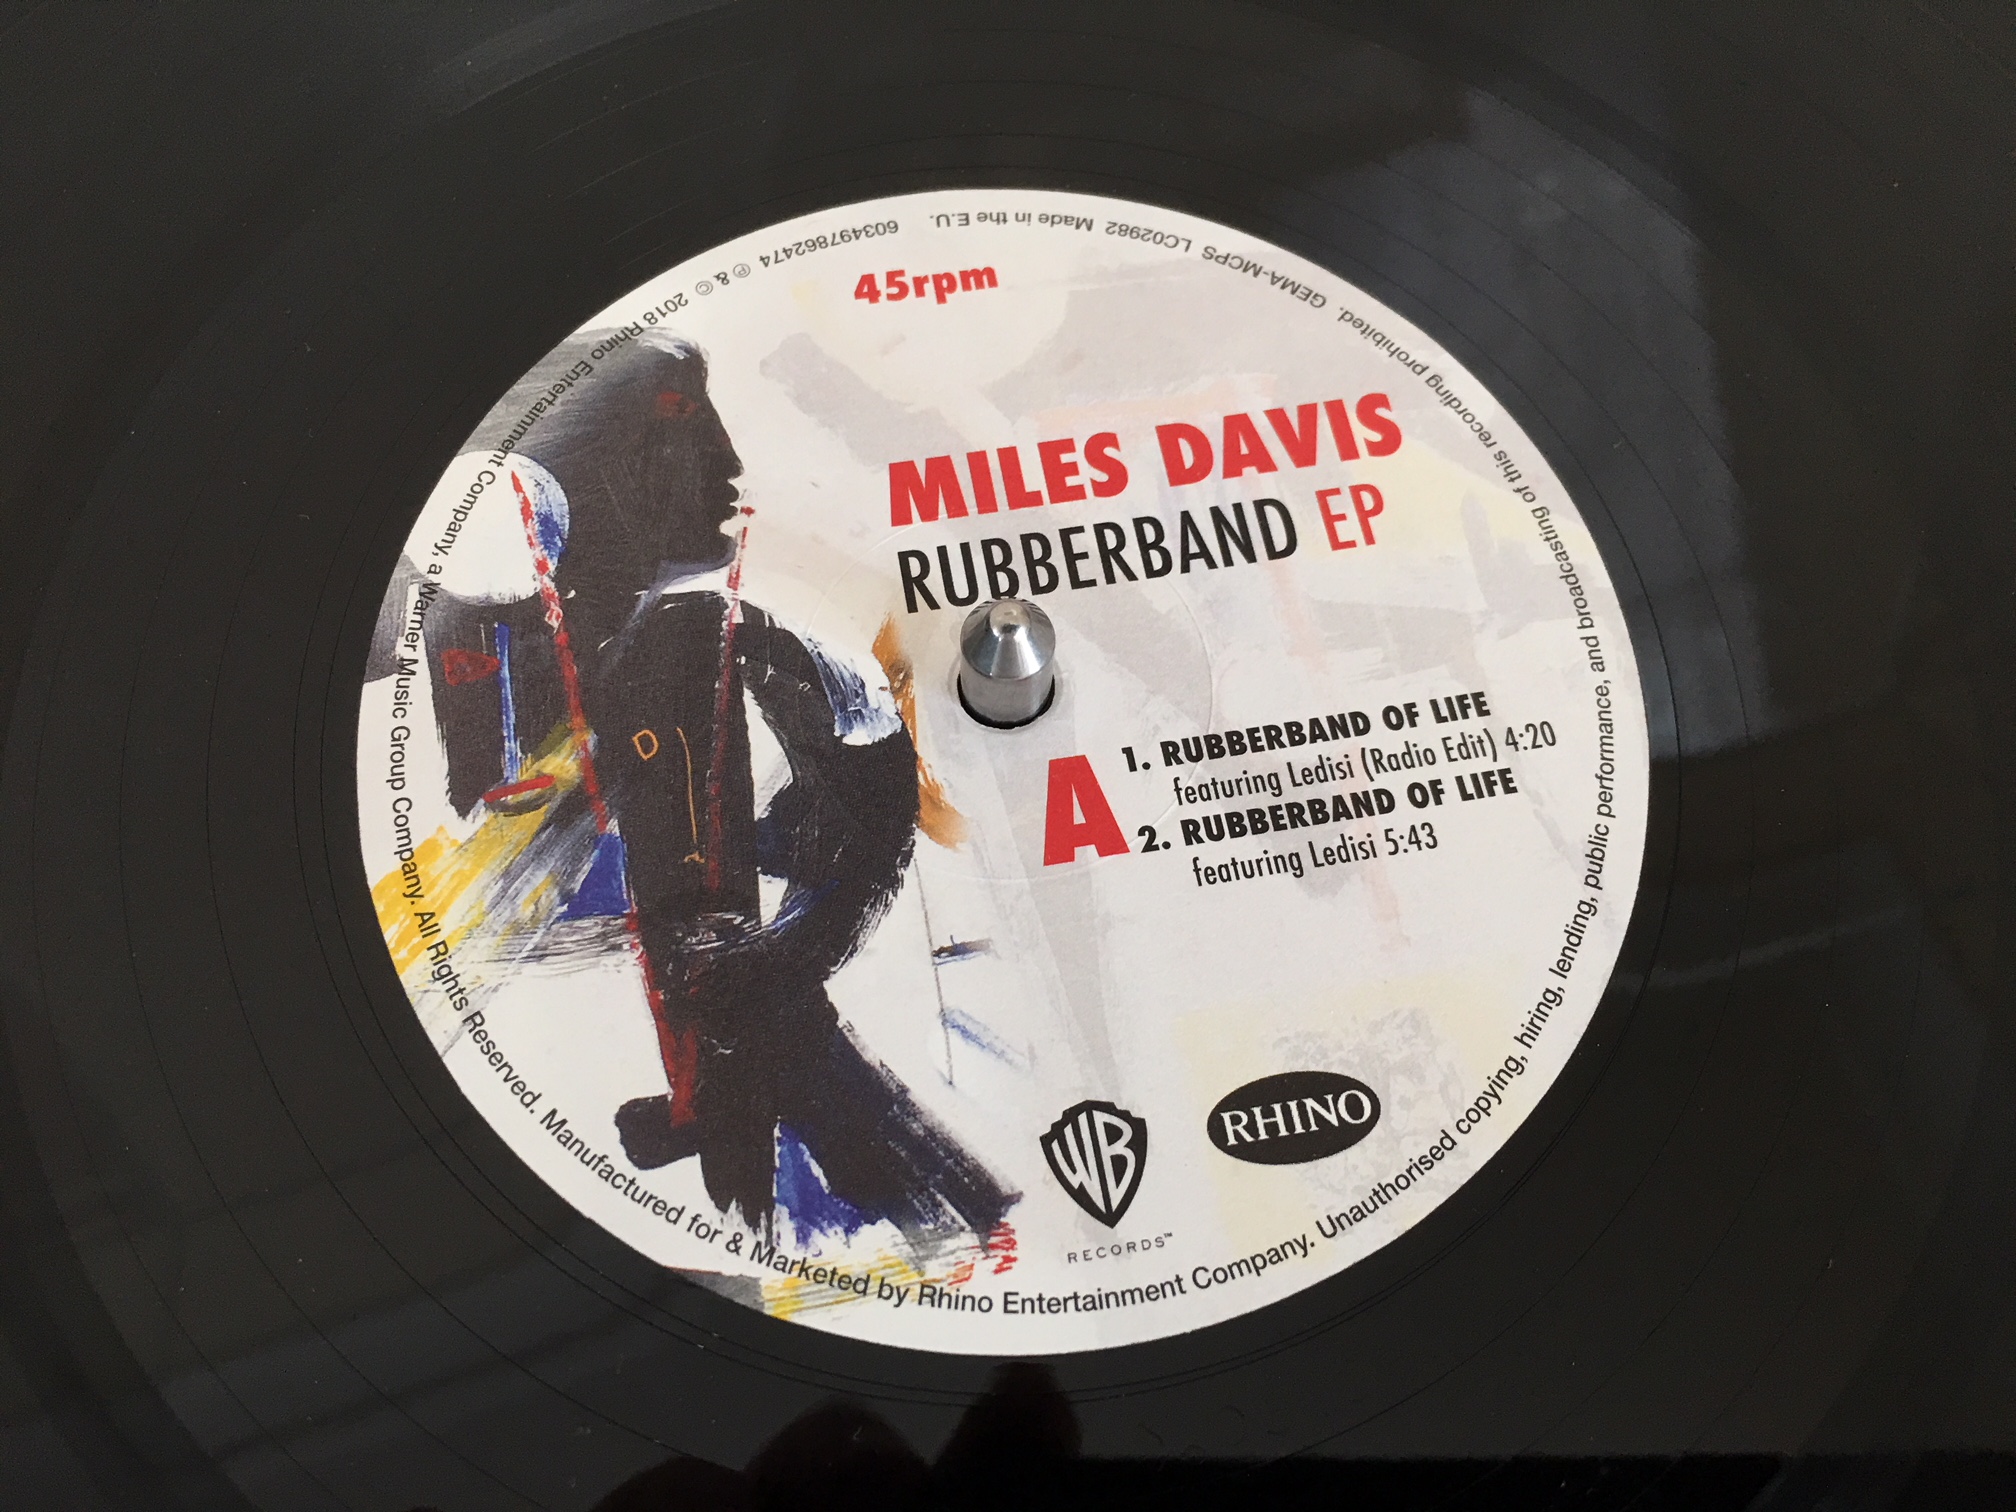 45rpm
MILES DAVIS
RUBBERBAND EP
A
1. RUBBERBAND OF LIFE
featuring Ledisi (Radio Edit) 4:20
2. RUBBERBAND OF LIFE
featuring Ledisi 5:43
WB
RECORDS™
RHINO
603497862474 ℗ & © 2018 Rhino Entertainment Company, a Warner Music Group Company. All Rights Reserved. Manufactured for & Marketed by Rhino Entertainment Company. Unauthorised copying, hiring, lending, public performance, and broadcasting of this recording prohibited. GEMA-MCPS LC02982 Made in the E.U.